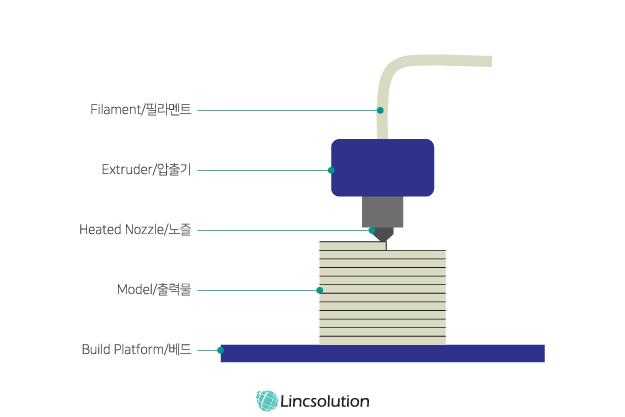 Filament/필라멘트
Extruder/압출기
Heated Nozzle/노즐
Model/출력물
Build Platform/베드
Lincsolution